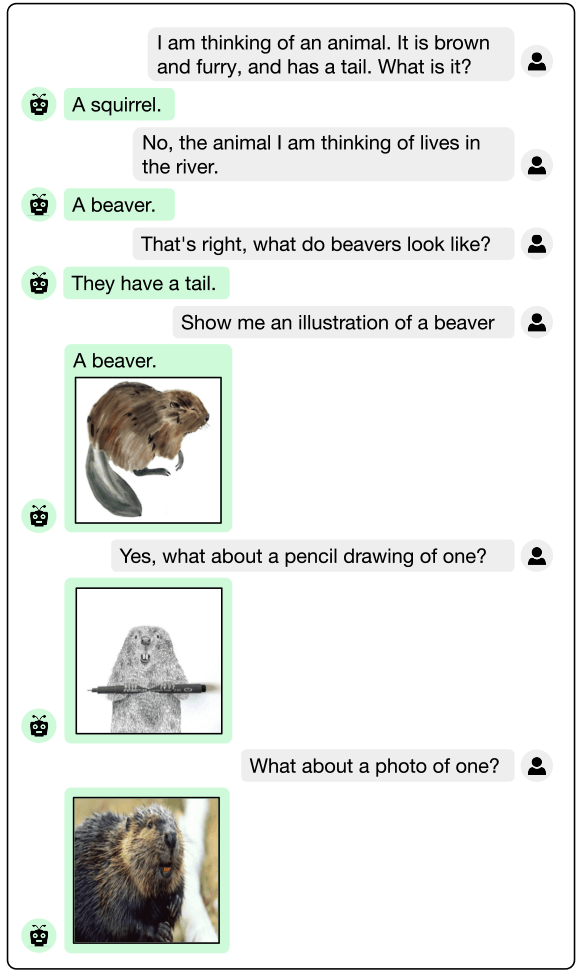 I am thinking of an animal. It is brown
and furry, and has a tail. What is it?
A squirrel.
No, the animal I am thinking of lives in
the river.
A beaver.
That's right, what do beavers look like?
They have a tail.
Show me an illustration of a beaver
A beaver.
Yes, what about a pencil drawing of one?
What about a photo of one?